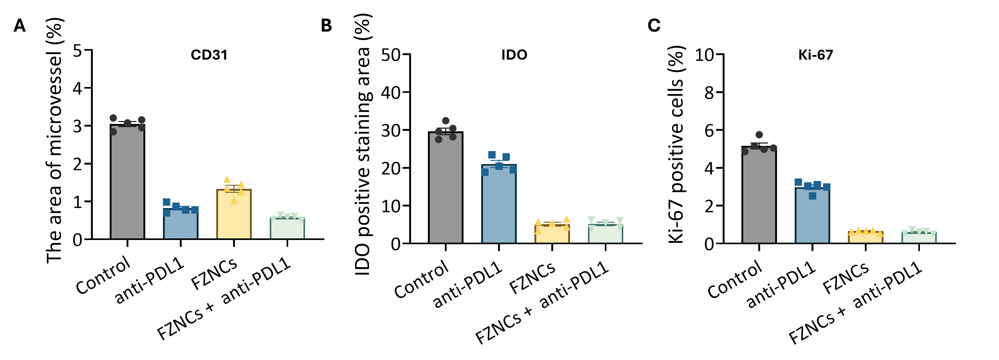 A
The area of microvessel (%)
CD31
5
4
3
2
1
0
Control
anti-PDL1
FZNCs
FZNCs + anti-PDL1
B
IDO positive staining area (%)
IDO
50
40
30
20
10
0
Control
anti-PDL1
FZNCs
FZNCs + anti-PDL1
C
Ki-67 positive cells (%)
Ki-67
10
8
6
4
2
0
Control
anti-PDL1
FZNCs
FZNCs + anti-PDL1